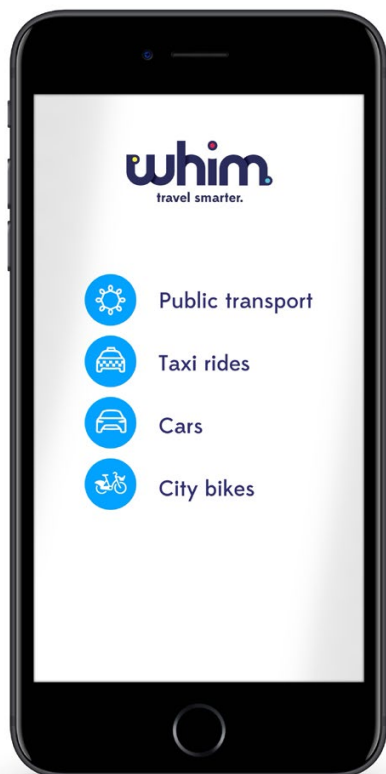 whim
travel smarter.
Public transport
Taxi rides
Cars
City bikes